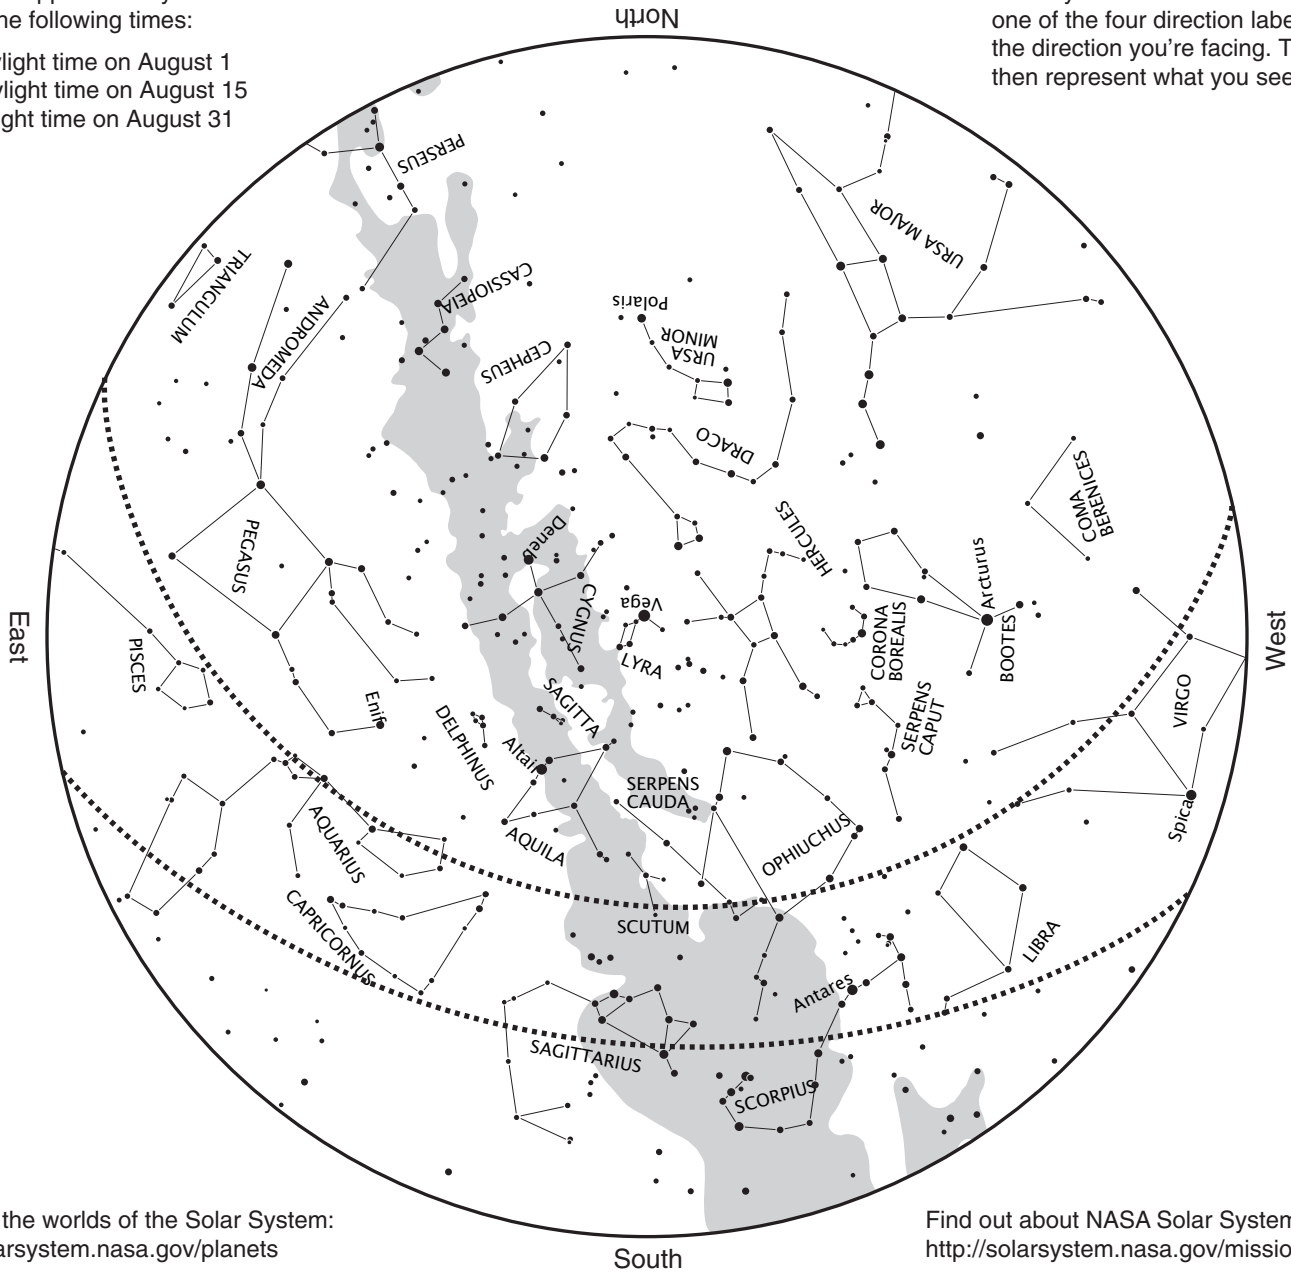 he following times:
light time on August 1
light time on August 15
ght time on August 31
one of the four direction labe
the direction you're facing. T
then represent what you see
North
PERSEUS
URSA MAJOR
TRIANGULUM
CASSIOPEIA
Polaris
ANDROMEDA
URSA
MINOR
CEPHEUS
DRACO
COMA
BERENICES
HERCULES
PEGASUS
Deneb
Arcturus
CYGNUS
Vega
East
West
CORONA
BOREALIS
BOOTES
PISCES
LYRA
VIRGO
Enif
SAGITTA
SERPENS
CAPUT
DELPHINUS
Altair
SERPENS
CAUDA
Spica
AQUARIUS
AQUILA
OPHIUCHUS
CAPRICORNUS
SCUTUM
LIBRA
Antares
SAGITTARIUS
SCORPIUS
the worlds of the Solar System:
arsystem.nasa.gov/planets
South
Find out about NASA Solar System
http://solarsystem.nasa.gov/missio